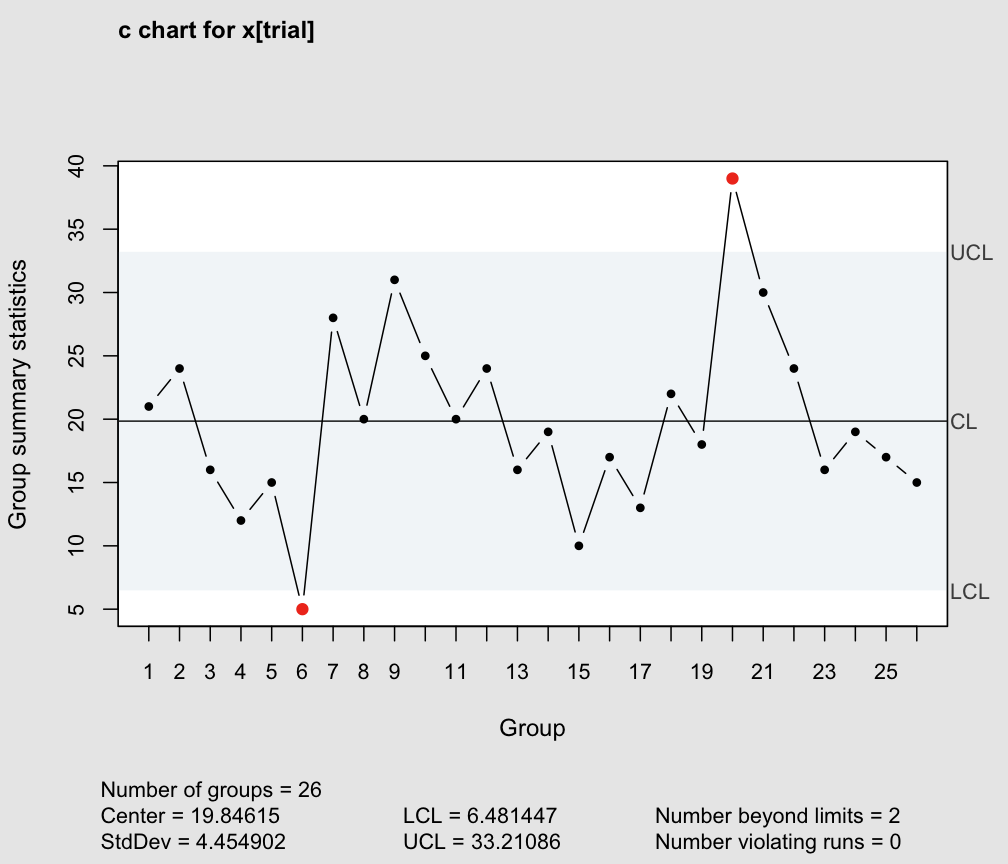 c chart for x[trial]
40
35
30
25
20
15
10
5
Group summary statistics
UCL
CL
LCL
1 2 3 4 5 6 7 8 9 11 13 15 17 19 21 23 25
Group
Number of groups = 26
Center = 19.84615 LCL = 6.481447 Number beyond limits = 2
StdDev = 4.454902 UCL = 33.21086 Number violating runs = 0